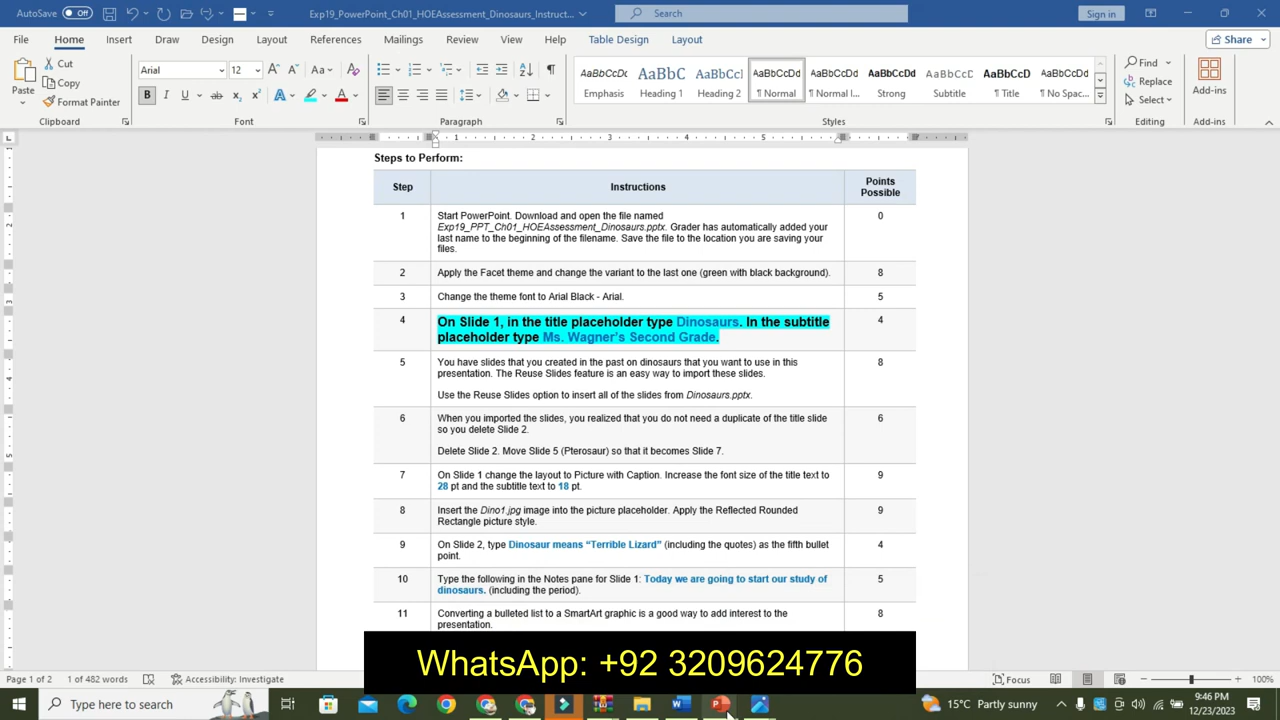 Exp19_PPT_Ch01_HOEAssessment_Dinosaurs_Instruct...
Search
Sign in
File Home Insert Draw Design Layout References Mailings Review View Help Table Design Layout
Share
Paste
Cut
Copy
Format Painter
Arial 12
Clipboard Font Paragraph Styles Editing Add-ins
AaBbCcDc AaBbC AaBbCcI AaBbCcDd AaBbCcDd AaBbCcDd AaBbCcD AaBbCcD AaBbCcDd
Emphasis Heading 1 Heading 2 ¶ Normal ¶ Normal I... Strong Subtitle ¶ Title ¶ No Spac...
Find
Replace
Select
Add-ins
Steps to Perform:
Step Instructions Points Possible
1 Start PowerPoint. Download and open the file named 0
Exp19_PPT_Ch01_HOEAssessment_Dinosaurs.pptx. Grader has automatically added your
last name to the beginning of the filename. Save the file to the location you are saving your
files.
2 Apply the Facet theme and change the variant to the last one (green with black background). 8
3 Change the theme font to Arial Black - Arial. 5
4 On Slide 1, in the title placeholder type Dinosaurs. In the subtitle 4
placeholder type Ms. Wagner's Second Grade.
5 You have slides that you created in the past on dinosaurs that you want to use in this 8
presentation. The Reuse Slides feature is an easy way to import these slides.
Use the Reuse Slides option to insert all of the slides from Dinosaurs.pptx.
6 When you imported the slides, you realized that you do not need a duplicate of the title slide 6
so you delete Slide 2.
Delete Slide 2. Move Slide 5 (Pterosaur) so that it becomes Slide 7.
7 On Slide 1 change the layout to Picture with Caption. Increase the font size of the title text to 9
28 pt and the subtitle text to 18 pt.
8 Insert the Dino1.jpg image into the picture placeholder. Apply the Reflected Rounded 9
Rectangle picture style.
9 On Slide 2, type Dinosaur means “Terrible Lizard” (including the quotes) as the fifth bullet 4
point.
10 Type the following in the Notes pane for Slide 1: Today we are going to start our study of 5
dinosaurs. (including the period).
11 Converting a bulleted list to a SmartArt graphic is a good way to add interest to the 8
presentation.
WhatsApp: +92 3209624776
Page 1 of 2 1 of 482 words Accessibility: Investigate Focus 100%
Type here to search
15°C Partly sunny
9:46 PM
12/23/2023